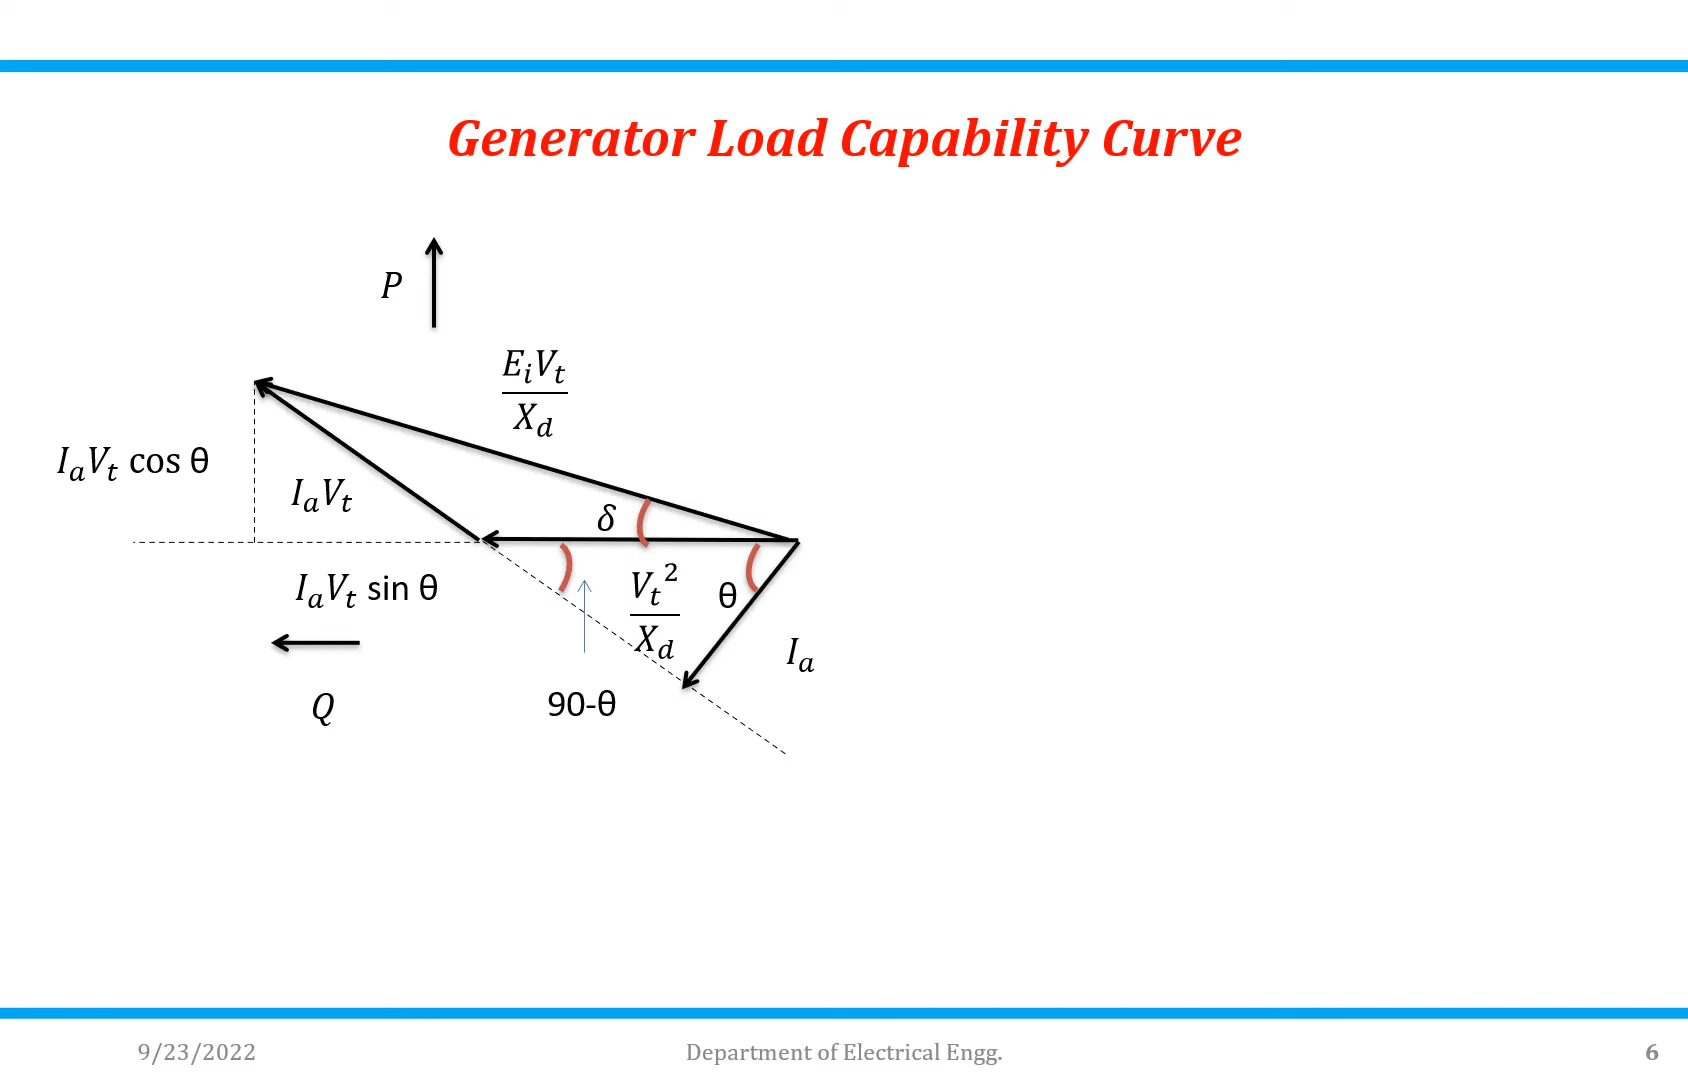 Generator Load Capability Curve
P
EᵢVₜ
X_d
IₐVₜ cos θ
IₐVₜ
δ
IₐVₜ sin θ
Vₜ²
X_d
θ
Iₐ
90-θ
Q
9/23/2022
Department of Electrical Engg.
6